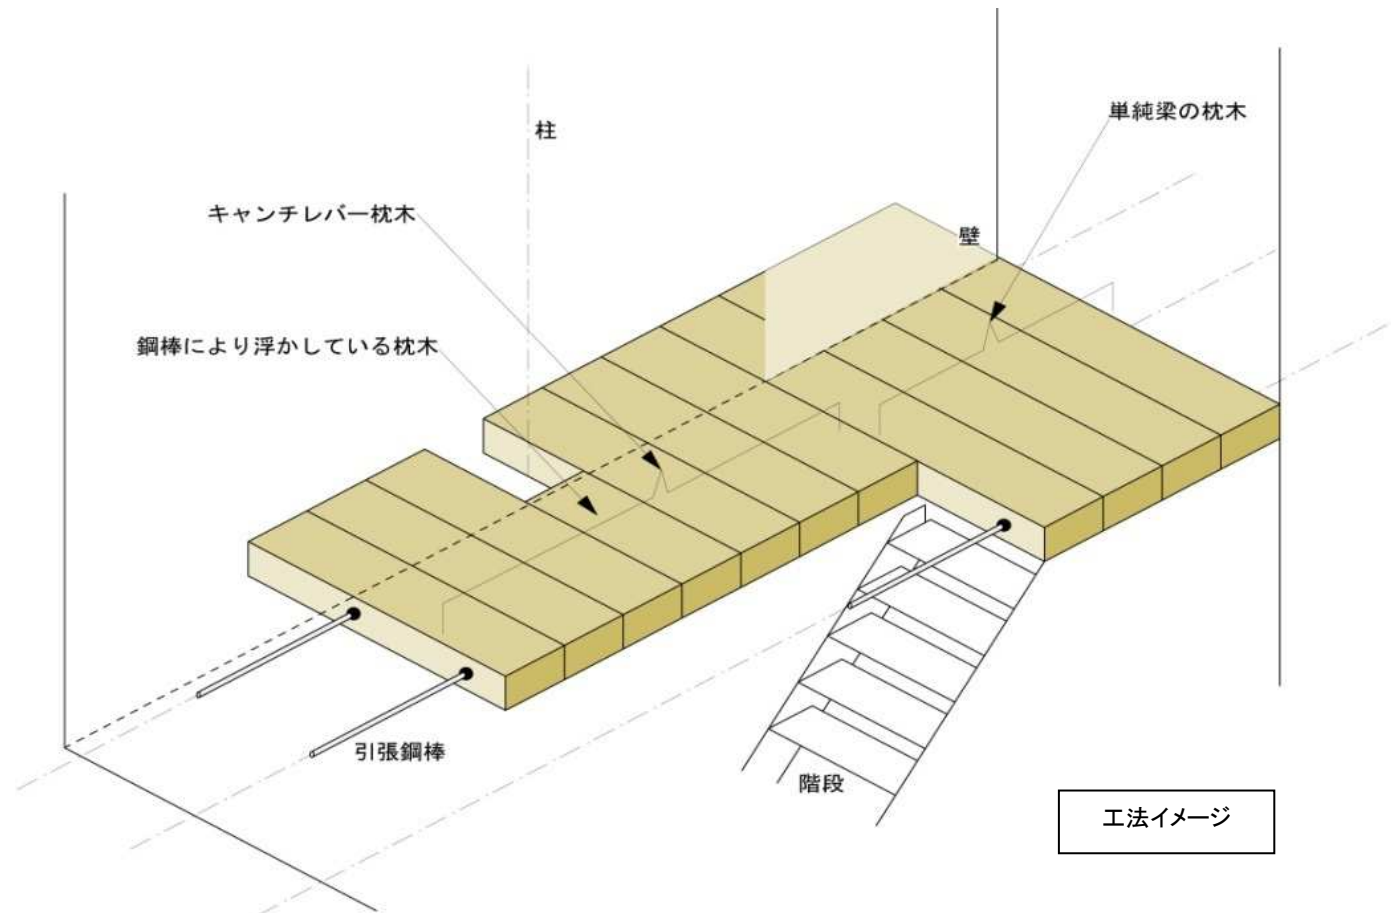 単純梁の枕木
柱
キャンチレバー枕木
壁
鋼棒により浮かしている枕木
引張鋼棒
階段
工法イメージ